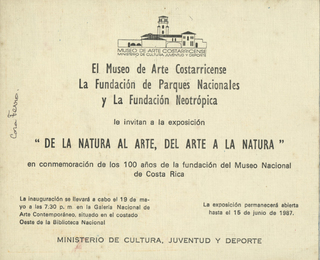 MUSEO DE ARTE COSTARRICENSE
MINISTERIO DE CULTURA JUVENTUD Y DEPORTE
El Museo de Arte Costarricense
La Fundación de Parques Nacionales
y La Fundación Neotrópica
le invitan a la exposición
" DE LA NATURA AL ARTE, DEL ARTE A LA NATURA "
en conmemoración de los 100 años de la fundación del Museo Nacional
de Costa Rica
La inauguración se llevará a cabo el 19 de ma-
yo a las 7:30 p. m. en la Galería Nacional de
Arte Contemporáneo, situado en el costado
Oeste de la Biblioteca Nacional
La exposición permanecerá abierta
hasta el 15 de junio de 1987.
MINISTERIO DE CULTURA, JUVENTUD Y DEPORTE